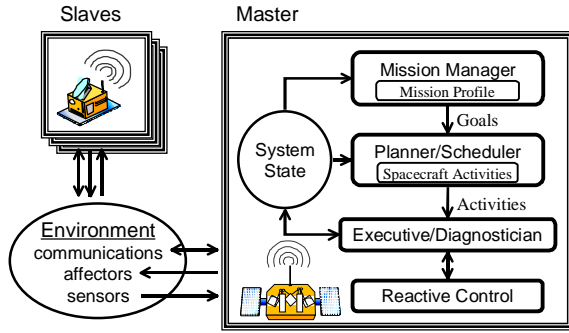 Slaves
Master
Mission Manager
Mission Profile
Goals
System
State
Planner/Scheduler
Spacecraft Activities
Activities
Environment
communications
affectors
sensors
Executive/Diagnostician
Reactive Control